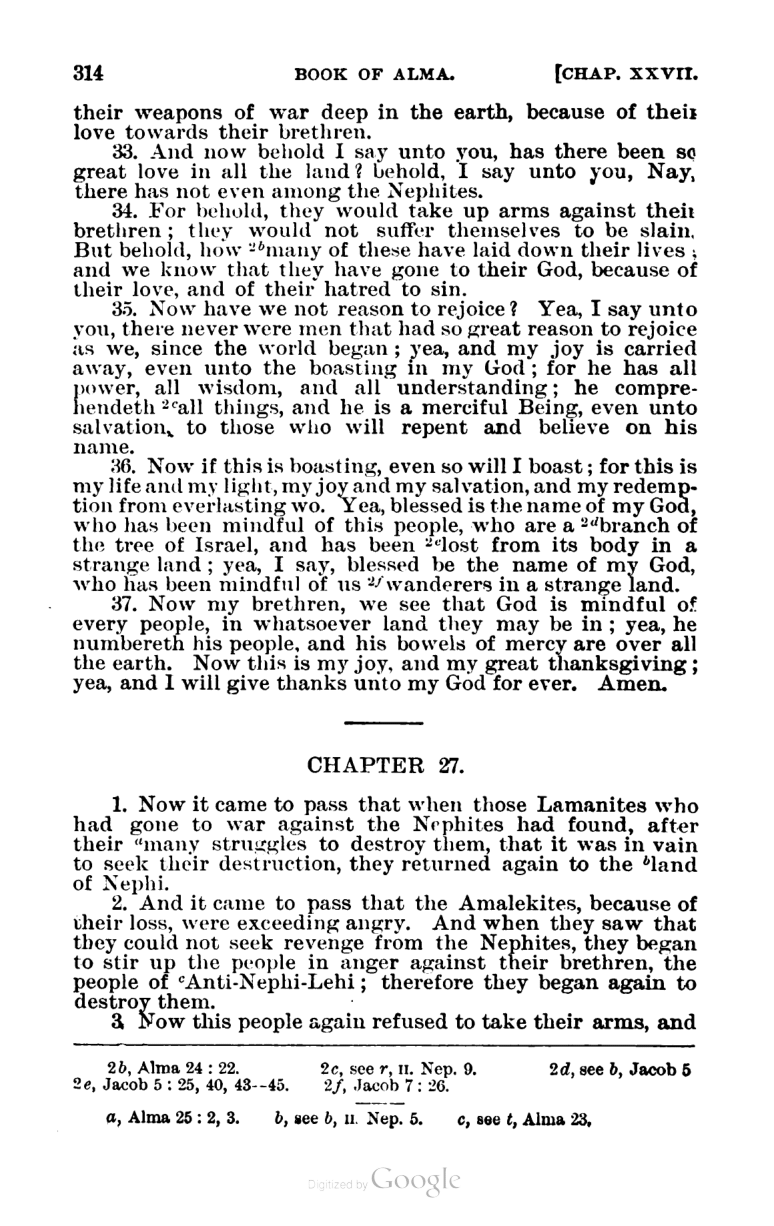 314 BOOK OF ALMA. [CHAP. XXVII.
their weapons of war deep in the earth, because of their
love towards their brethren.
33. And now behold I say unto you, has there been so
great love in all the land? behold, I say unto you, Nay,
there has not even among the Nephites.
34. For behold, they would take up arms against their
brethren; they would not suffer themselves to be slain.
But behold, how 2bmany of these have laid down their lives;
and we know that they have gone to their God, because of
their love, and of their hatred to sin.
35. Now have we not reason to rejoice? Yea, I say unto
you, there never were men that had so great reason to rejoice
as we, since the world began; yea, and my joy is carried
away, even unto the boasting in my God; for he has all
power, all wisdom, and all understanding; he compre-
hendeth 2call things, and he is a merciful Being, even unto
salvation, to those who will repent and believe on his
name.
36. Now if this is boasting, even so will I boast; for this is
my life and my light, my joy and my salvation, and my redemp-
tion from everlasting wo. Yea, blessed is the name of my God,
who has been mindful of this people, who are a 2dbranch of
the tree of Israel, and has been 2elost from its body in a
strange land; yea, I say, blessed be the name of my God,
who has been mindful of us 2fwanderers in a strange land.
37. Now my brethren, we see that God is mindful of
every people, in whatsoever land they may be in; yea, he
numbereth his people, and his bowels of mercy are over all
the earth. Now this is my joy, and my great thanksgiving;
yea, and I will give thanks unto my God for ever. Amen.
CHAPTER 27.
1. Now it came to pass that when those Lamanites who
had gone to war against the Nephites had found, after
their amany struggles to destroy them, that it was in vain
to seek their destruction, they returned again to the bland
of Nephi.
2. And it came to pass that the Amalekites, because of
their loss, were exceeding angry. And when they saw that
they could not seek revenge from the Nephites, they began
to stir up the people in anger against their brethren, the
people of cAnti-Nephi-Lehi; therefore they began again to
destroy them.
3 Now this people again refused to take their arms, and
2b, Alma 24 : 22. 2c, see r, II. Nep. 9. 2d, see b, Jacob 5
2e, Jacob 5 : 25, 40, 43--45. 2f, Jacob 7 : 26.
a, Alma 25 : 2, 3. b, see b, II. Nep. 5. c, see t, Alma 23,
Digitized by Google